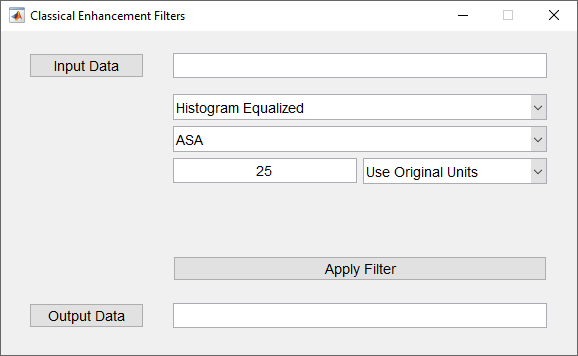 Classical Enhancement Filters
Input Data
Histogram Equalized
ASA
25
Use Original Units
Apply Filter
Output Data